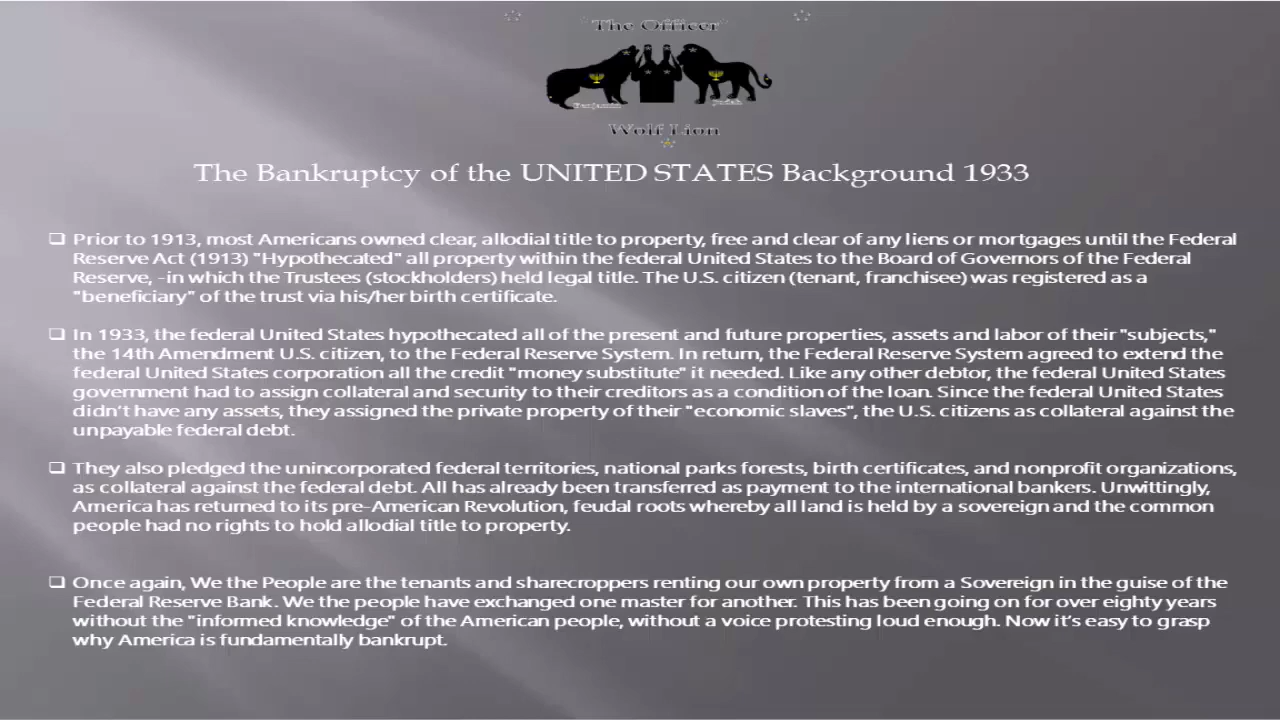 "The Officer"
Benjamin
Judah
Wolf Lion
The Bankruptcy of the UNITED STATES Background 1933
Prior to 1913, most Americans owned clear, allodial title to property, free and clear of any liens or mortgages until the Federal
Reserve Act (1913) "Hypothecated" all property within the federal United States to the Board of Governors of the Federal
Reserve, -in which the Trustees (stockholders) held legal title. The U.S. citizen (tenant, franchisee) was registered as a
"beneficiary" of the trust via his/her birth certificate.
In 1933, the federal United States hypothecated all of the present and future properties, assets and labor of their "subjects,"
the 14th Amendment U.S. citizen, to the Federal Reserve System. In return, the Federal Reserve System agreed to extend the
federal United States corporation all the credit "money substitute" it needed. Like any other debtor, the federal United States
government had to assign collateral and security to their creditors as a condition of the loan. Since the federal United States
didn't have any assets, they assigned the private property of their "economic slaves", the U.S. citizens as collateral against the
unpayable federal debt.
They also pledged the unincorporated federal territories, national parks forests, birth certificates, and nonprofit organizations,
as collateral against the federal debt. All has already been transferred as payment to the international bankers. Unwittingly,
America has returned to its pre-American Revolution, feudal roots whereby all land is held by a sovereign and the common
people had no rights to hold allodial title to property.
Once again, We the People are the tenants and sharecroppers renting our own property from a Sovereign in the guise of the
Federal Reserve Bank. We the people have exchanged one master for another. This has been going on for over eighty years
without the "informed knowledge" of the American people, without a voice protesting loud enough. Now it's easy to grasp
why America is fundamentally bankrupt.